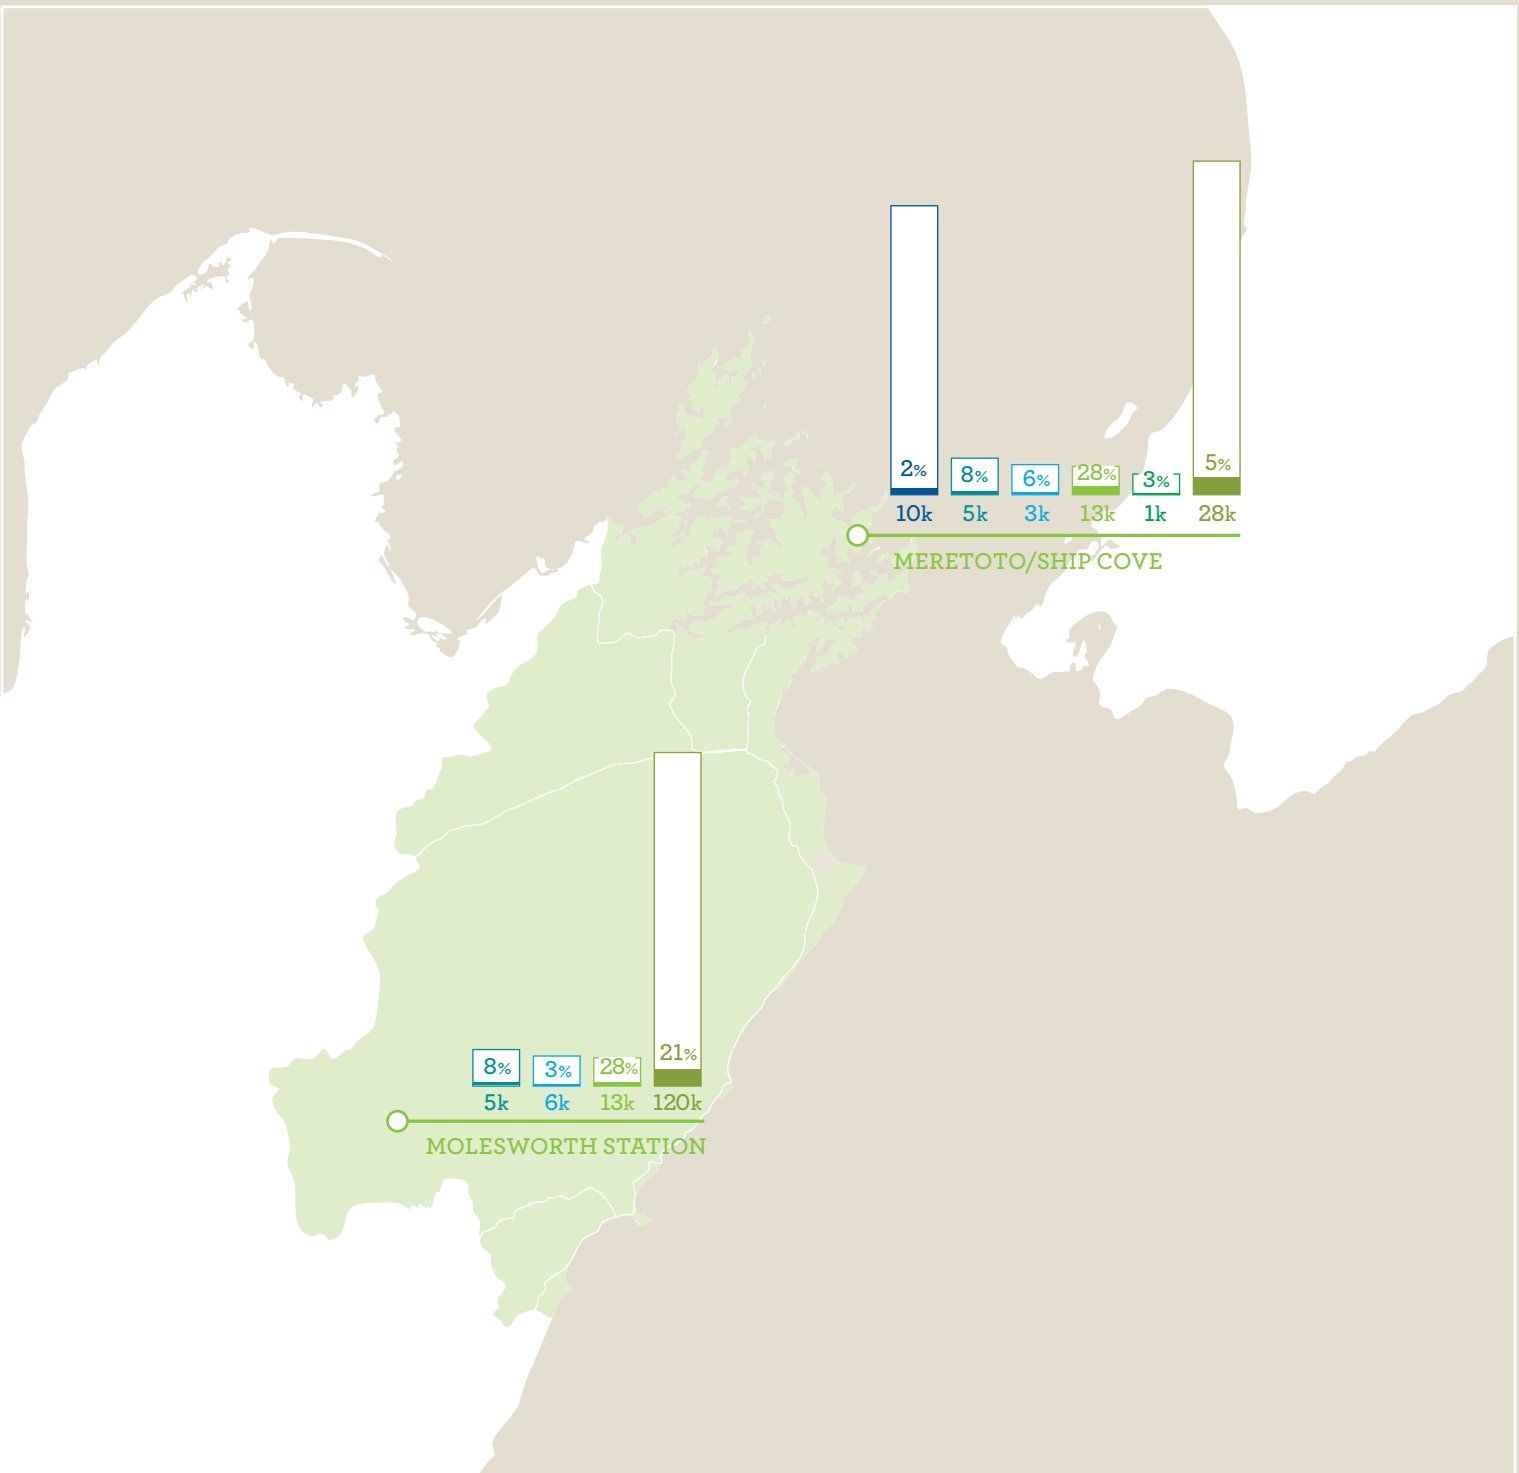 2% 8% 6% 28% 3% 5%
10k 5k 3k 13k 1k 28k
MERETOTO/SHIP COVE
8% 3% 28% 21%
5k 6k 13k 120k
MOLESWORTH STATION